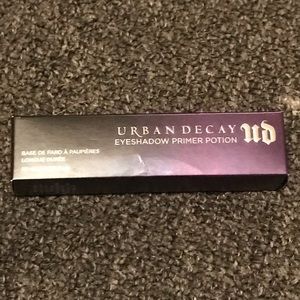 URBAN DECAY
EYESHADOW PRIMER POTION
UD
BASE DE FARD À PAUPIÈRES
LONGUE DURÉE